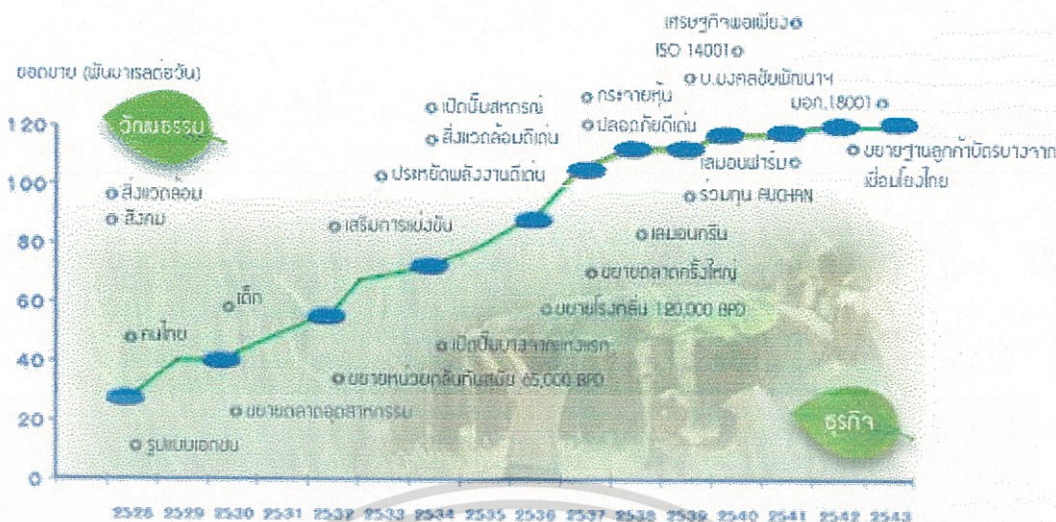 เศรษฐกิจพอเพียง
ISO 14001
ยอดขาย (พันบาเรลต่อวัน)
บ.มงคลชัยพัฒนาฯ
เปิดปั๊มสหกรณ์
กระจายหุ้น
มอก.18001
วัฒนธรรม
สิ่งแวดล้อมดีเด่น
ปลอดภัยดีเด่น
ขยายฐานลูกค้าบัตรบางจาก
เชื่อมโยงไทย
ประหยัดพลังงานดีเด่น
เลมอนฟาร์ม
สิ่งแวดล้อม
ร่วมทุน AUCHAN
สังคม
เสริมการแข่งขัน
เลมอนกรีน
ขยายตลาดครั้งใหญ่
เด็ก
ขยายโรงกลั่น 120,000 BPD
คนไทย
เปิดปั๊มบางจากแห่งแรก
ขยายหน่วยกลั่นทันสมัย 65,000 BPD
ขยายตลาดอุตสาหกรรม
ธุรกิจ
รูปแบบเอกชน
120
100
80
60
40
20
0
2528 2529 2530 2531 2532 2533 2534 2535 2536 2537 2538 2539 2540 2541 2542 2543